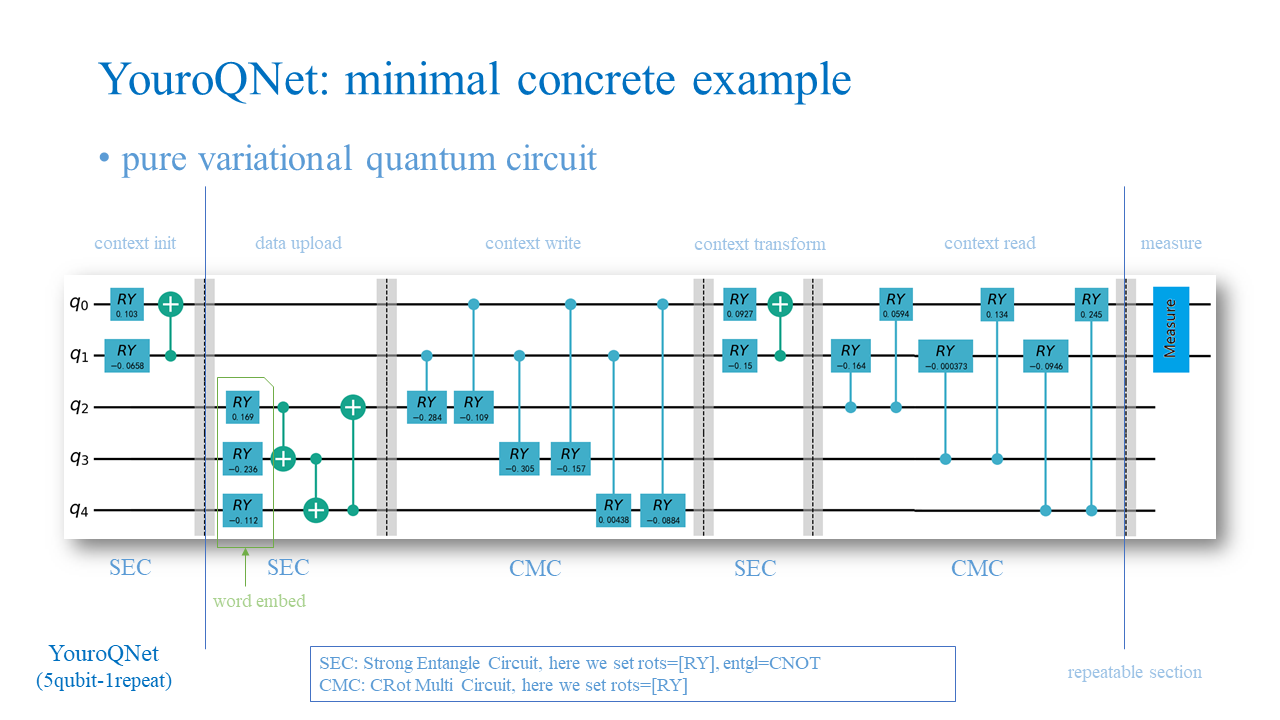 YouroQNet: minimal concrete example
• pure variational quantum circuit
context init data upload context write context transform context read measure
q0 RY 0.103 RY 0.0927 RY 0.0594 RY 0.134 RY 0.245 Measure
q1 RY −0.0658 RY −0.15 RY −0.164 RY −0.000373 RY −0.0946
q2 RY 0.169 RY −0.284 RY −0.109
q3 RY −0.236 RY −0.305 RY −0.157
q4 RY −0.112 RY 0.00438 RY −0.0884
SEC SEC CMC SEC CMC
word embed
YouroQNet
(5qubit-1repeat)
SEC: Strong Entangle Circuit, here we set rots=[RY], entgl=CNOT
CMC: CRot Multi Circuit, here we set rots=[RY]
repeatable section